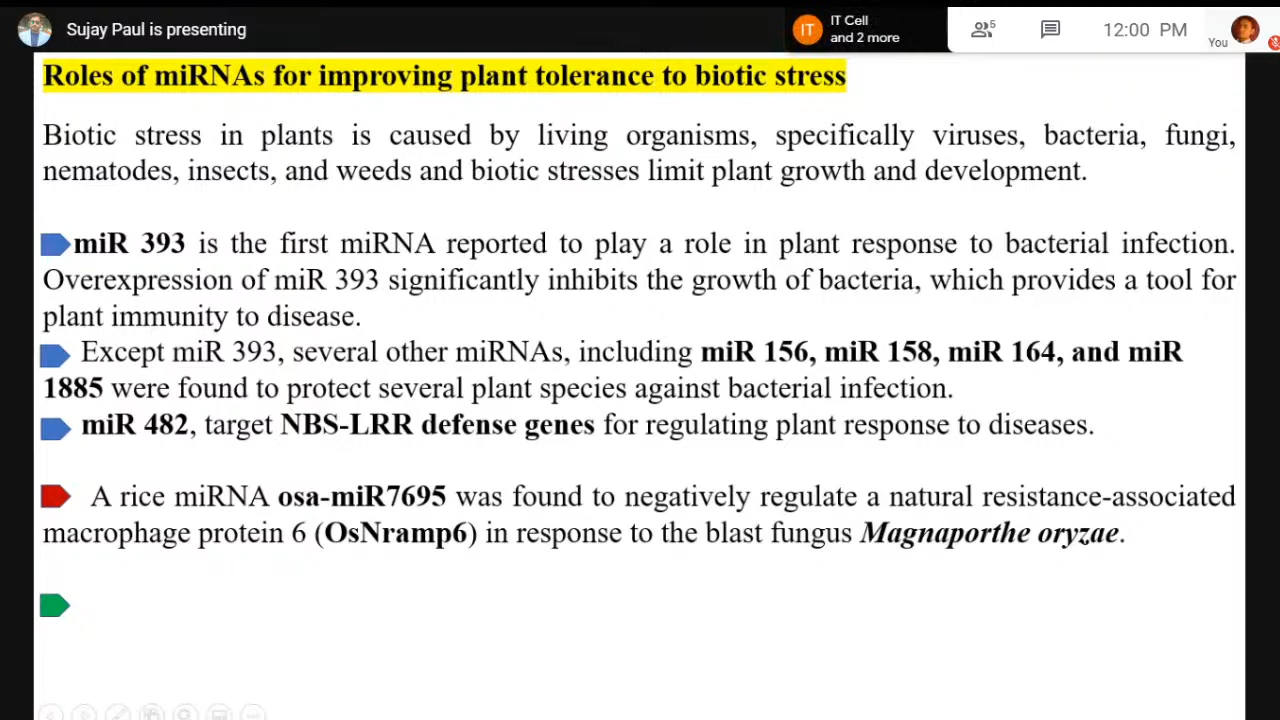 Sujay Paul is presenting
IT
IT Cell
and 2 more
5
12:00 PM
You
Roles of miRNAs for improving plant tolerance to biotic stress
Biotic stress in plants is caused by living organisms, specifically viruses, bacteria, fungi,
nematodes, insects, and weeds and biotic stresses limit plant growth and development.
miR 393 is the first miRNA reported to play a role in plant response to bacterial infection.
Overexpression of miR 393 significantly inhibits the growth of bacteria, which provides a tool for
plant immunity to disease.
Except miR 393, several other miRNAs, including miR 156, miR 158, miR 164, and miR
1885 were found to protect several plant species against bacterial infection.
miR 482, target NBS-LRR defense genes for regulating plant response to diseases.
A rice miRNA osa-miR7695 was found to negatively regulate a natural resistance-associated
macrophage protein 6 (OsNramp6) in response to the blast fungus Magnaporthe oryzae.